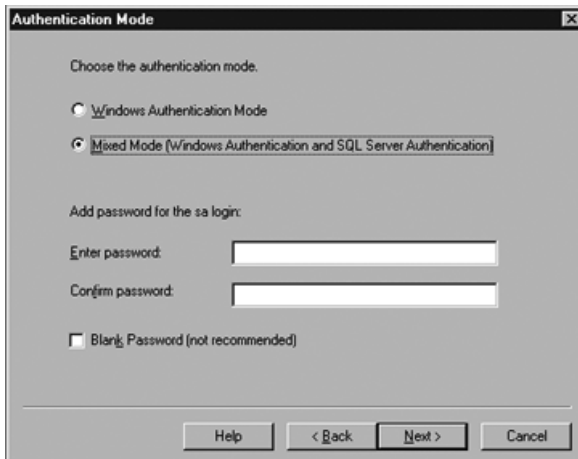 Authentication Mode
Choose the authentication mode.
Windows Authentication Mode
Mixed Mode (Windows Authentication and SQL Server Authentication)
Add password for the sa login:
Enter password:
Confirm password:
Blank Password (not recommended)
Help
< Back
Next >
Cancel